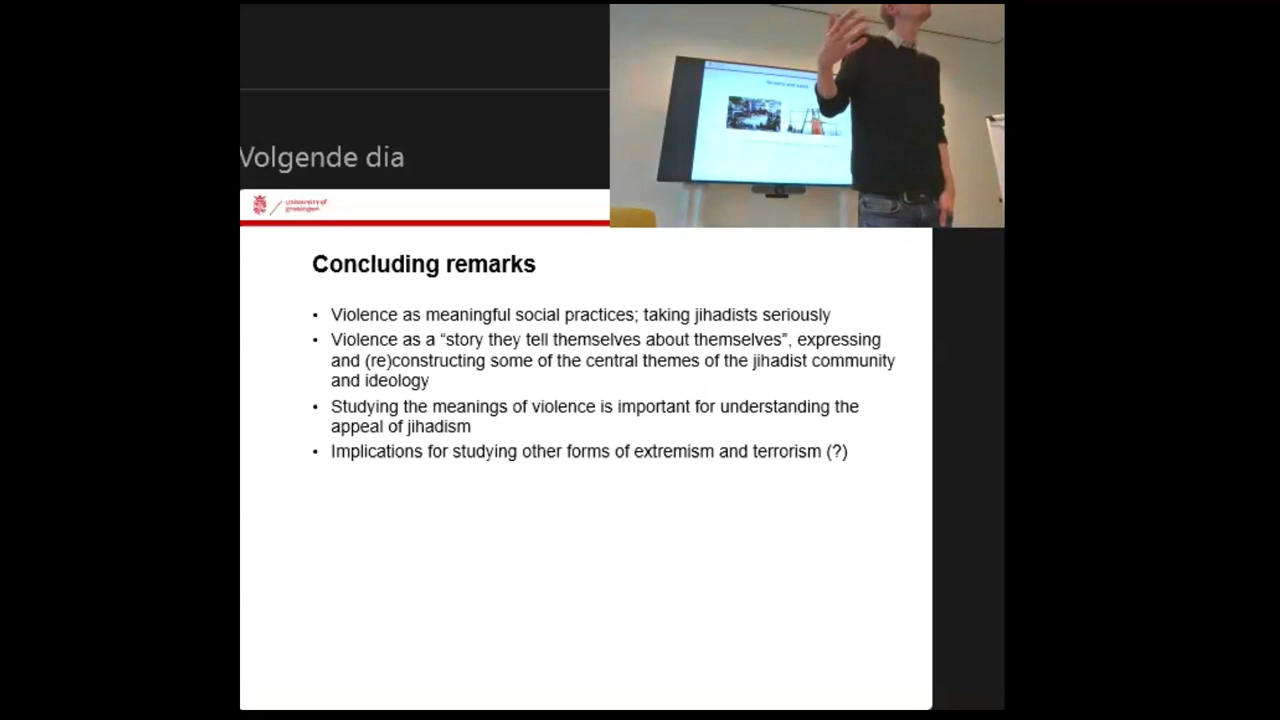 Volgende dia
university of
groningen
Concluding remarks
• Violence as meaningful social practices; taking jihadists seriously
• Violence as a “story they tell themselves about themselves”, expressing
and (re)constructing some of the central themes of the jihadist community
and ideology
• Studying the meanings of violence is important for understanding the
appeal of jihadism
• Implications for studying other forms of extremism and terrorism (?)